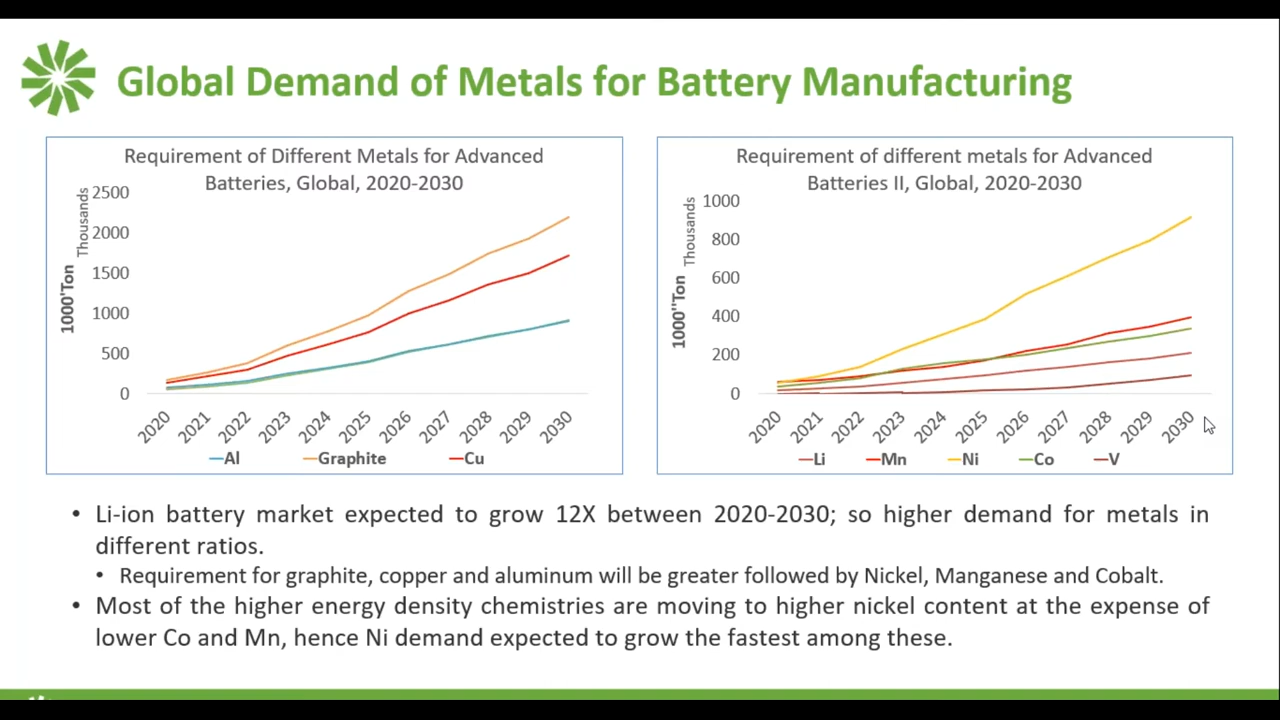 Global Demand of Metals for Battery Manufacturing
Requirement of Different Metals for Advanced
Batteries, Global, 2020-2030
1000'Ton
Thousands
2500
2000
1500
1000
500
0
2020
2021
2022
2023
2024
2025
2026
2027
2028
2029
2030
Al
Graphite
Cu
Requirement of different metals for Advanced
Batteries II, Global, 2020-2030
1000''Ton
Thousands
1000
800
600
400
200
0
2020
2021
2022
2023
2024
2025
2026
2027
2028
2029
2030
Li
Mn
Ni
Co
V
• Li-ion battery market expected to grow 12X between 2020-2030; so higher demand for metals in
different ratios.
• Requirement for graphite, copper and aluminum will be greater followed by Nickel, Manganese and Cobalt.
• Most of the higher energy density chemistries are moving to higher nickel content at the expense of
lower Co and Mn, hence Ni demand expected to grow the fastest among these.